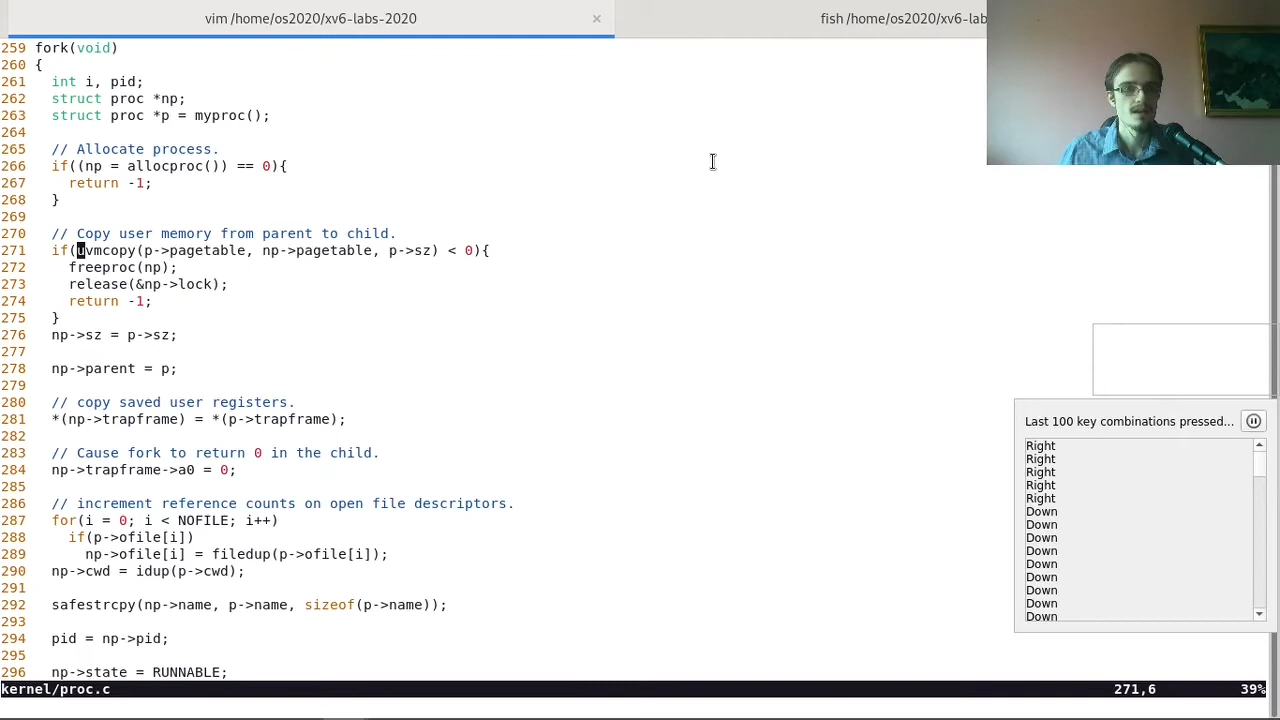 vim /home/os2020/xv6-labs-2020 ×
fish /home/os2020/xv6-lab
259 fork(void)
260 {
261   int i, pid;
262   struct proc *np;
263   struct proc *p = myproc();
264
265   // Allocate process.
266   if((np = allocproc()) == 0){
267     return -1;
268   }
269
270   // Copy user memory from parent to child.
271   if(uvmcopy(p->pagetable, np->pagetable, p->sz) < 0){
272     freeproc(np);
273     release(&np->lock);
274     return -1;
275   }
276   np->sz = p->sz;
277
278   np->parent = p;
279
280   // copy saved user registers.
281   *(np->trapframe) = *(p->trapframe);
282
283   // Cause fork to return 0 in the child.
284   np->trapframe->a0 = 0;
285
286   // increment reference counts on open file descriptors.
287   for(i = 0; i < NOFILE; i++)
288     if(p->ofile[i])
289       np->ofile[i] = filedup(p->ofile[i]);
290   np->cwd = idup(p->cwd);
291
292   safestrcpy(np->name, p->name, sizeof(p->name));
293
294   pid = np->pid;
295
296   np->state = RUNNABLE;
kernel/proc.c 271,6 39%
Last 100 key combinations pressed...
Right
Right
Right
Right
Right
Down
Down
Down
Down
Down
Down
Down
Down
Down